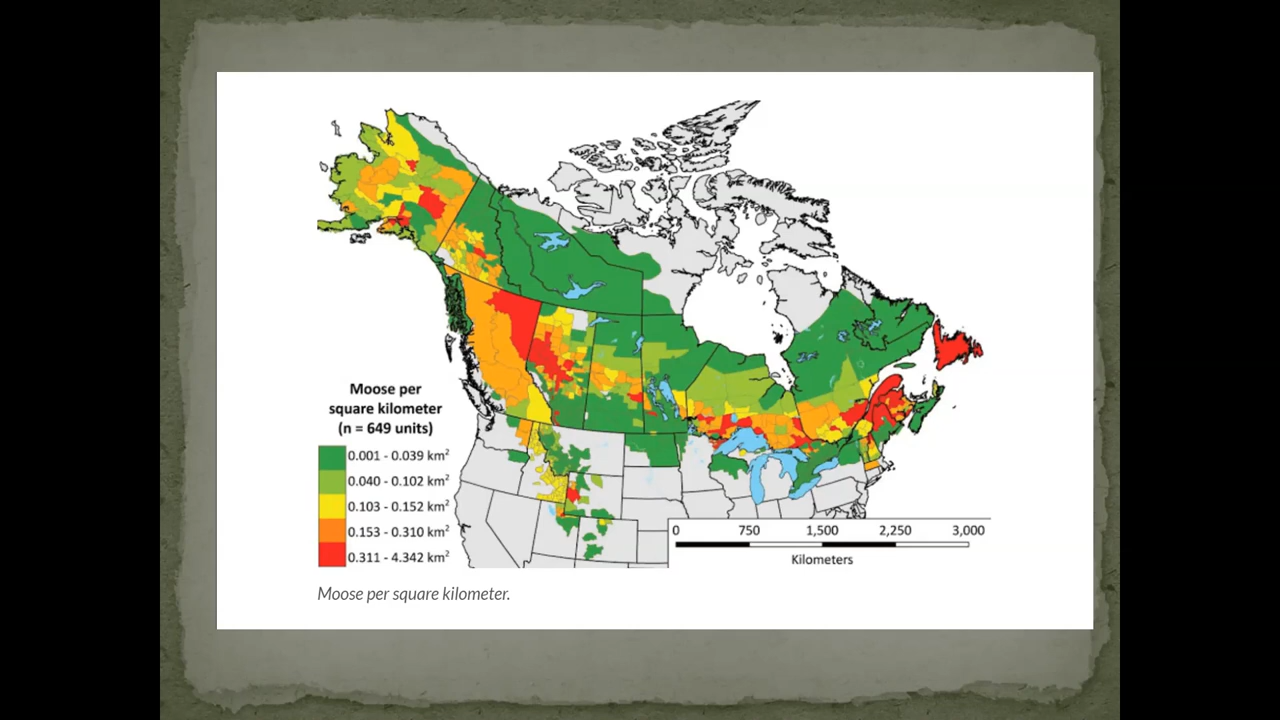 Moose per
square kilometer
(n = 649 units)
0.001 - 0.039 km²
0.040 - 0.102 km²
0.103 - 0.152 km²
0.153 - 0.310 km²
0.311 - 4.342 km²
0 750 1,500 2,250 3,000
Kilometers
Moose per square kilometer.